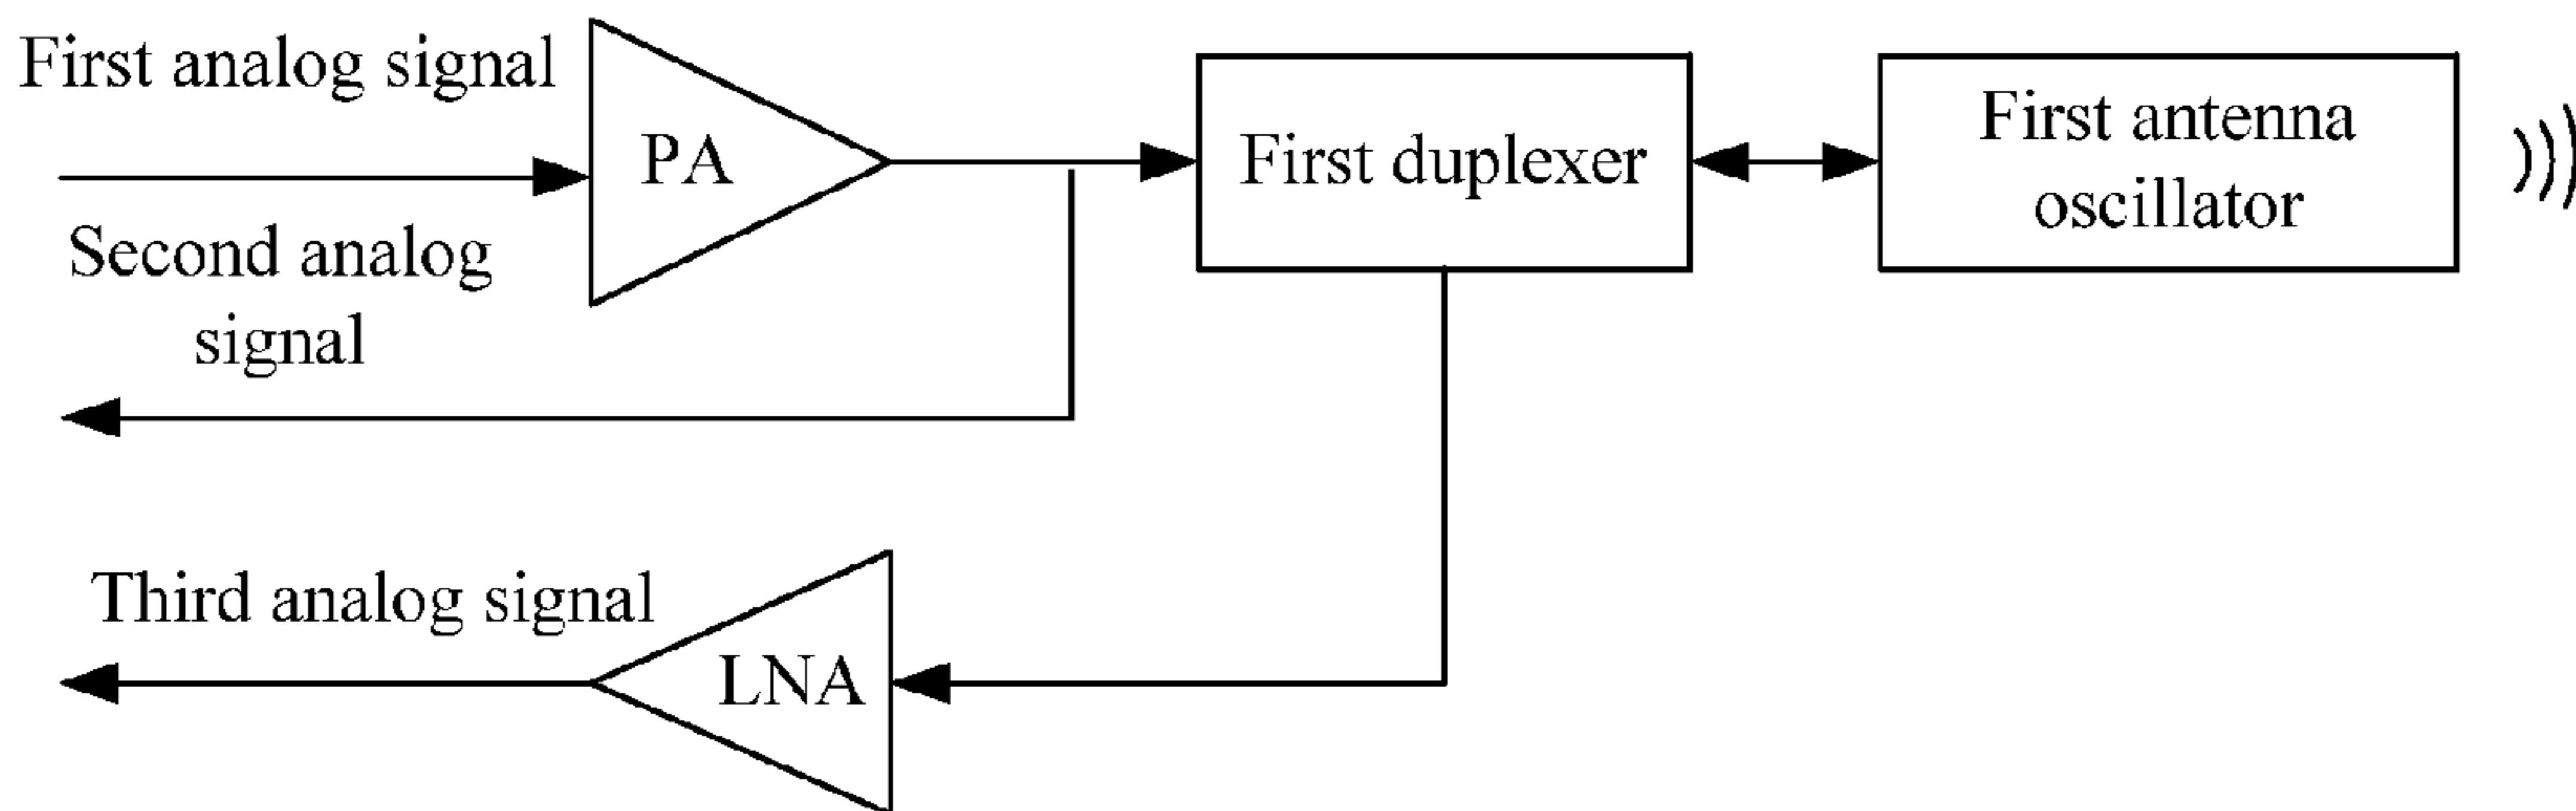 First analog signal
PA
First duplexer
First antenna
oscillator
Second analog
signal
Third analog signal
LNA